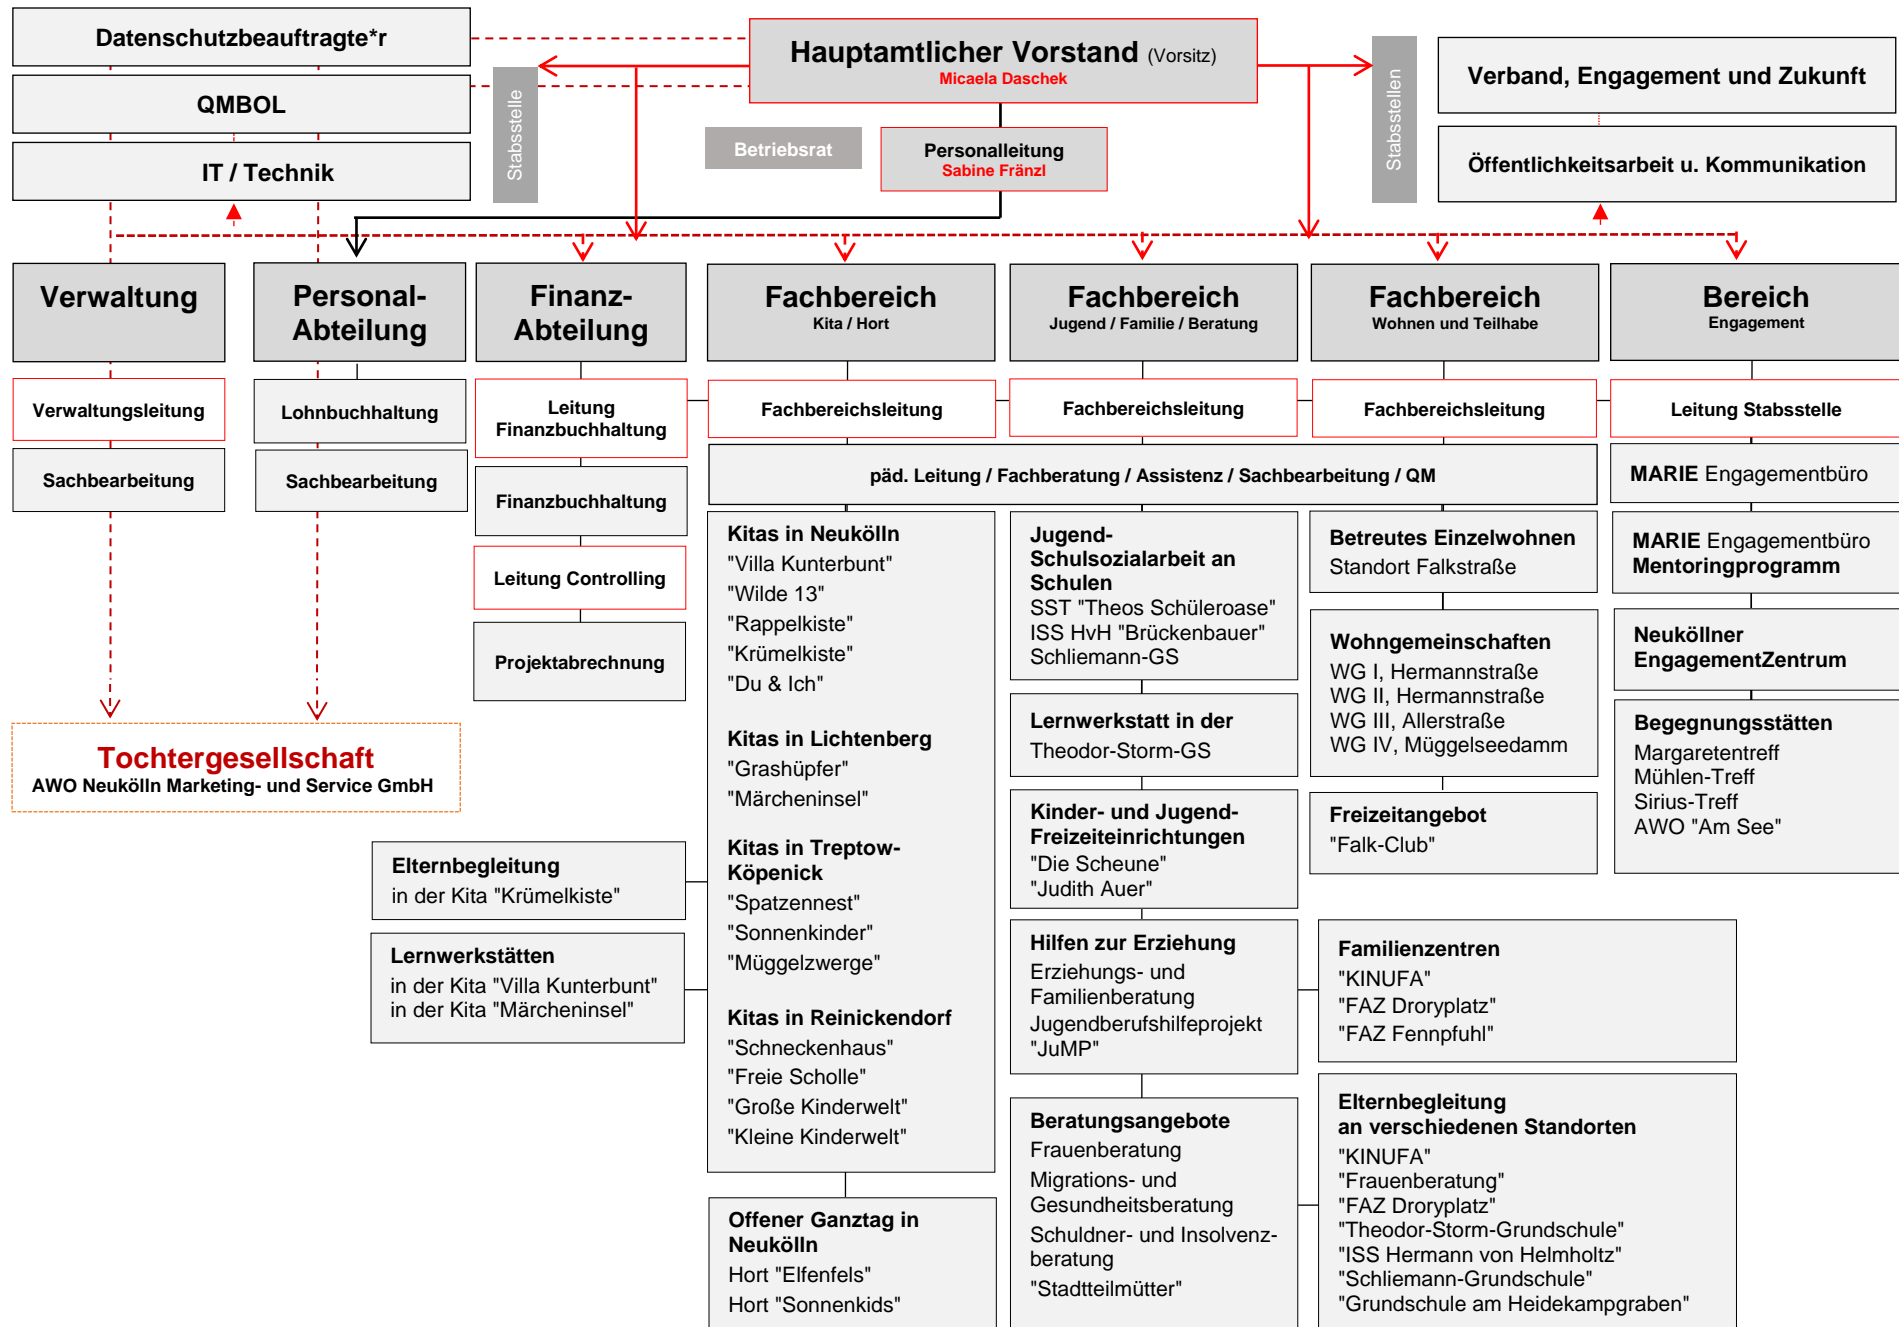 Datenschutzbeauftragte*r
QMBOL
IT / Technik
Stabsstelle
Hauptamtlicher Vorstand (Vorsitz)
Micaela Daschek
Betriebsrat
Personalleitung
Sabine Fränzl
Stabsstellen
Verband, Engagement und Zukunft
Öffentlichkeitsarbeit u. Kommunikation
Verwaltung
Verwaltungsleitung
Sachbearbeitung
Personal-
Abteilung
Lohnbuchhaltung
Sachbearbeitung
Tochtergesellschaft
AWO Neukölln Marketing- und Service GmbH
Finanz-
Abteilung
Leitung
Finanzbuchhaltung
Finanzbuchhaltung
Leitung Controlling
Projektabrechnung
Fachbereich
Kita / Hort
Fachbereichsleitung
Fachbereich
Jugend / Familie / Beratung
Fachbereichsleitung
Fachbereich
Wohnen und Teilhabe
Fachbereichsleitung
Bereich
Engagement
Leitung Stabsstelle
päd. Leitung / Fachberatung / Assistenz / Sachbearbeitung / QM
Kitas in Neukölln
"Villa Kunterbunt"
"Wilde 13"
"Rappelkiste"
"Krümelkiste"
"Du & Ich"
Kitas in Lichtenberg
"Grashüpfer"
"Märcheninsel"
Kitas in Treptow-
Köpenick
"Spatzennest"
"Sonnenkinder"
"Müggelzwerge"
Kitas in Reinickendorf
"Schneckenhaus"
"Freie Scholle"
"Große Kinderwelt"
"Kleine Kinderwelt"
Elternbegleitung
in der Kita "Krümelkiste"
Lernwerkstätten
in der Kita "Villa Kunterbunt"
in der Kita "Märcheninsel"
Offener Ganztag in
Neukölln
Hort "Elfenfels"
Hort "Sonnenkids"
Jugend-
Schulsozialarbeit an
Schulen
SST "Theos Schüleroase"
ISS HvH "Brückenbauer"
Schliemann-GS
Lernwerkstatt in der
Theodor-Storm-GS
Kinder- und Jugend-
Freizeiteinrichtungen
"Die Scheune"
"Judith Auer"
Hilfen zur Erziehung
Erziehungs- und
Familienberatung
Jugendberufshilfeprojekt
"JuMP"
Beratungsangebote
Frauenberatung
Migrations- und
Gesundheitsberatung
Schuldner- und Insolvenz-
beratung
"Stadtteilmütter"
Betreutes Einzelwohnen
Standort Falkstraße
Wohngemeinschaften
WG I, Hermannstraße
WG II, Hermannstraße
WG III, Allerstraße
WG IV, Müggelseedamm
Freizeitangebot
"Falk-Club"
Familienzentren
"KINUFA"
"FAZ Droryplatz"
"FAZ Fennpfuhl"
Elternbegleitung
an verschiedenen Standorten
"KINUFA"
"Frauenberatung"
"FAZ Droryplatz"
"Theodor-Storm-Grundschule"
"ISS Hermann von Helmholtz"
"Schliemann-Grundschule"
"Grundschule am Heidekampgraben"
MARIE Engagementbüro
MARIE Engagementbüro
Mentoringprogramm
Neuköllner
EngagementZentrum
Begegnungsstätten
Margaretentreff
Mühlen-Treff
Sirius-Treff
AWO "Am See"